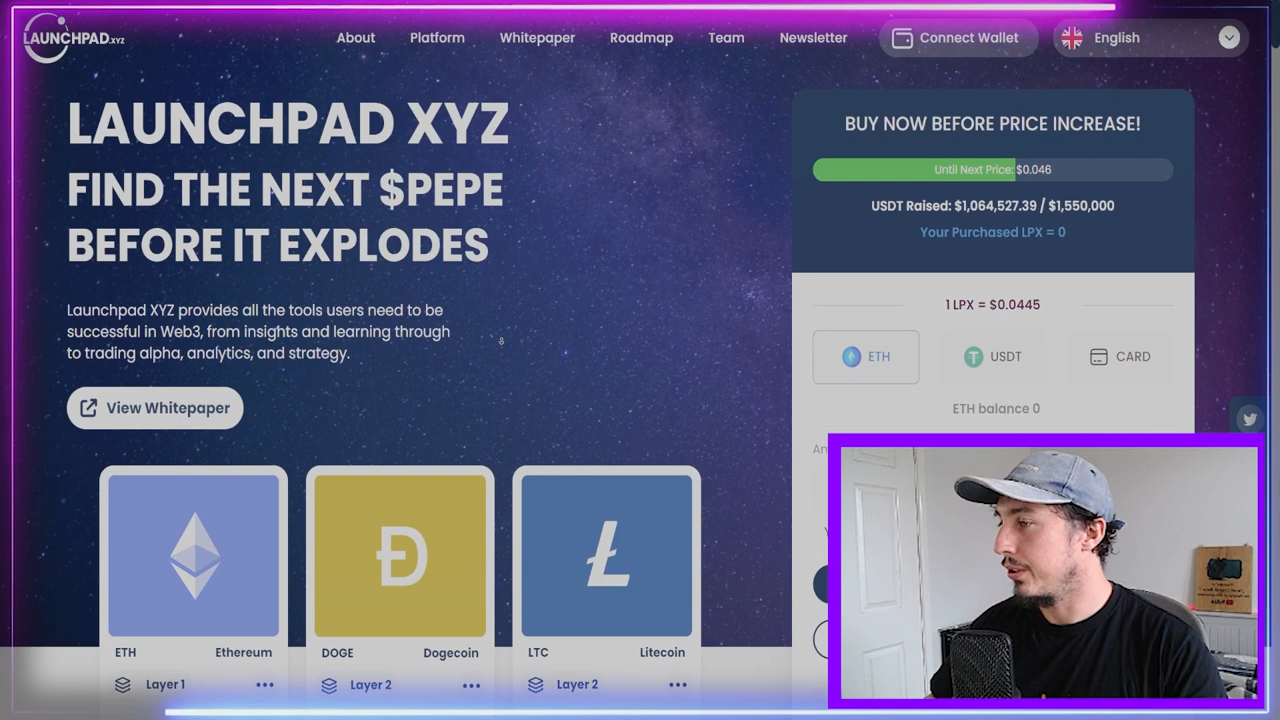 LAUNCHPAD.XYZ
About
Platform
Whitepaper
Roadmap
Team
Newsletter
Connect Wallet
English
LAUNCHPAD XYZ
FIND THE NEXT $PEPE
BEFORE IT EXPLODES
Launchpad XYZ provides all the tools users need to be
successful in Web3, from insights and learning through
to trading alpha, analytics, and strategy.
View Whitepaper
BUY NOW BEFORE PRICE INCREASE!
Until Next Price: $0.046
USDT Raised: $1,064,527.39 / $1,550,000
Your Purchased LPX = 0
1 LPX = $0.0445
ETH
USDT
CARD
ETH balance 0
ETH Ethereum
Layer 1
DOGE Dogecoin
Layer 2
LTC Litecoin
Layer 2